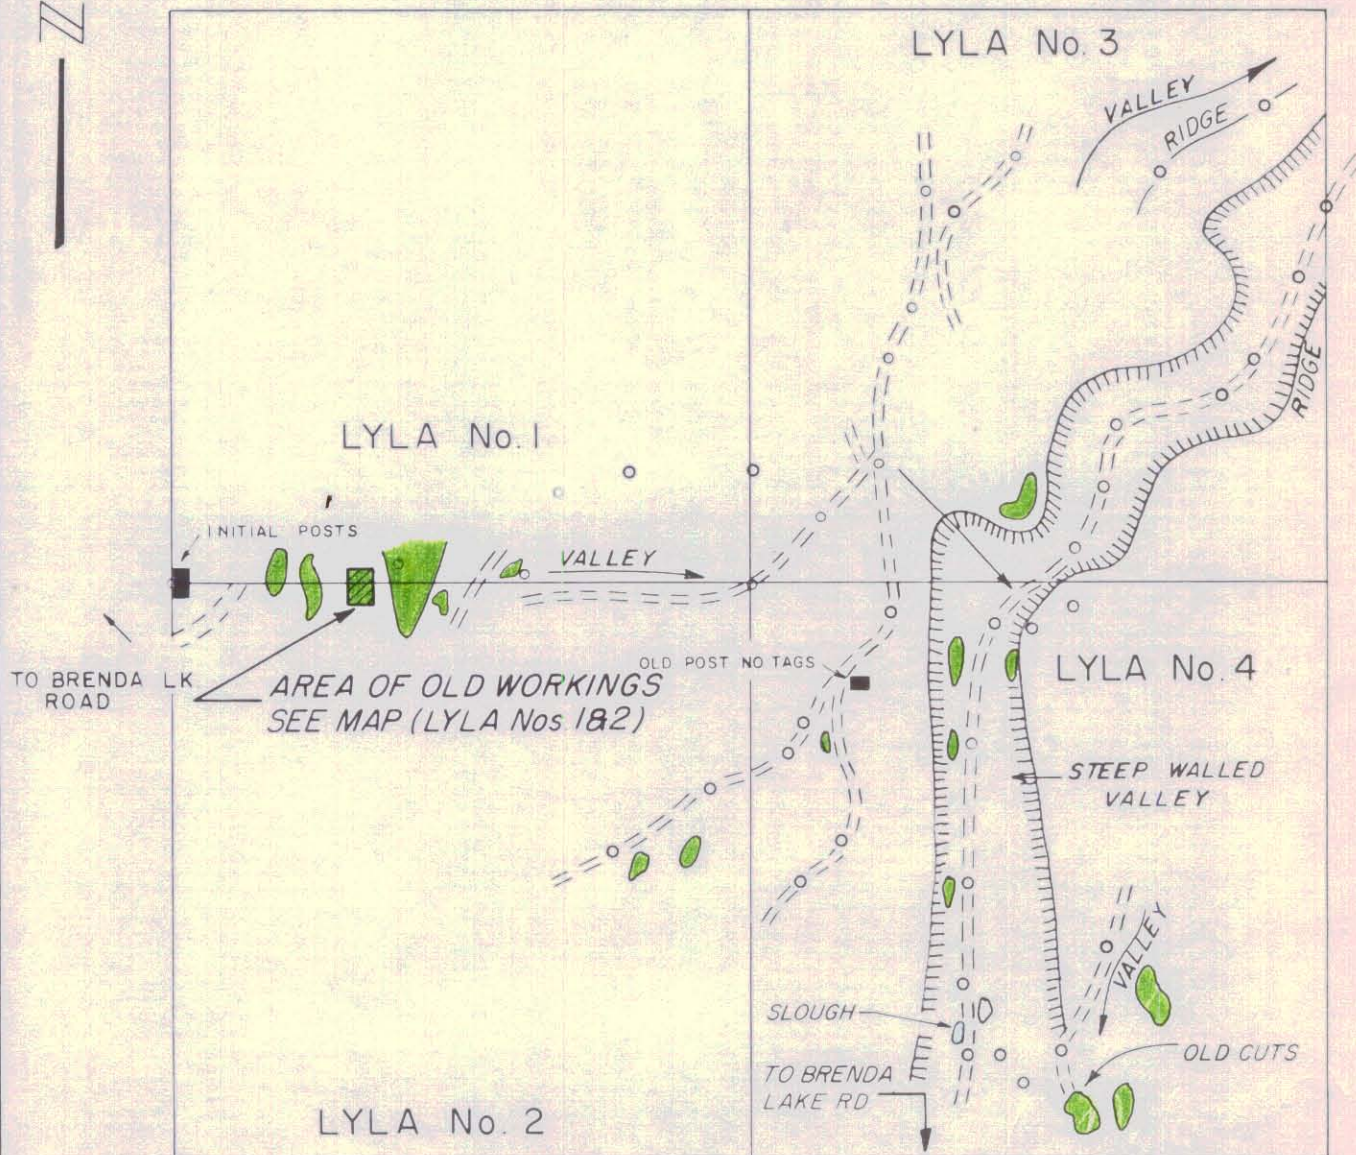 N
LYLA No. 3
VALLEY
RIDGE
RIDGE
LYLA No. 1
INITIAL POSTS
VALLEY
TO BRENDA LK
ROAD
AREA OF OLD WORKINGS
SEE MAP (LYLA Nos 1&2)
OLD POST NO TAGS
LYLA No. 4
STEEP WALLED
VALLEY
VALLEY
SLOUGH
OLD CUTS
TO BRENDA
LAKE RD
LYLA No. 2